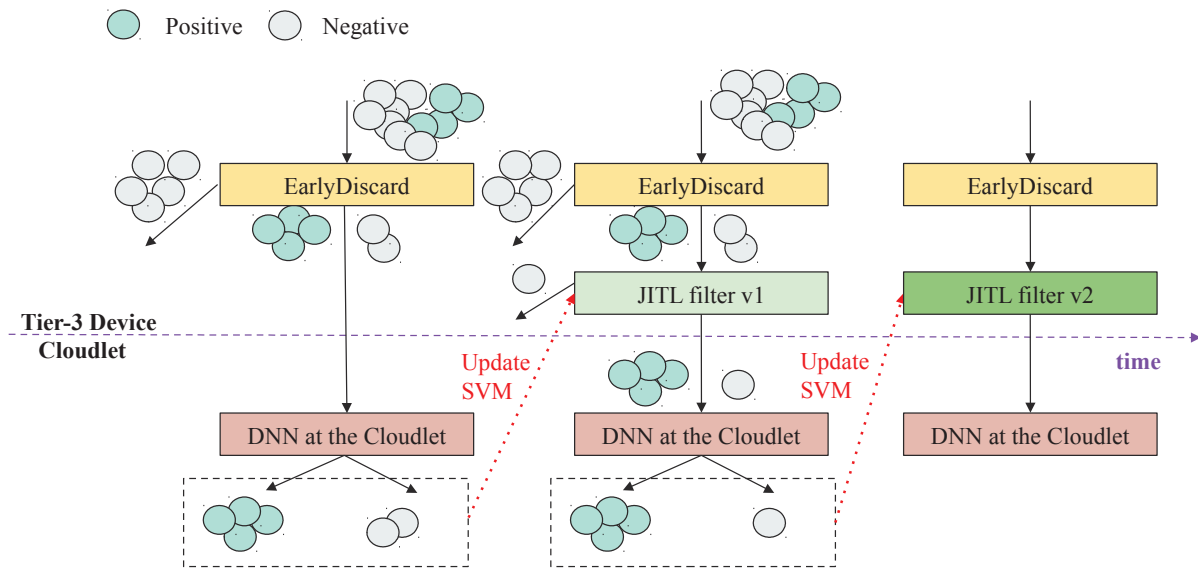 Positive
Negative
EarlyDiscard
EarlyDiscard
EarlyDiscard
JITL filter v1
JITL filter v2
Tier-3 Device
Cloudlet
time
Update
SVM
Update
SVM
DNN at the Cloudlet
DNN at the Cloudlet
DNN at the Cloudlet